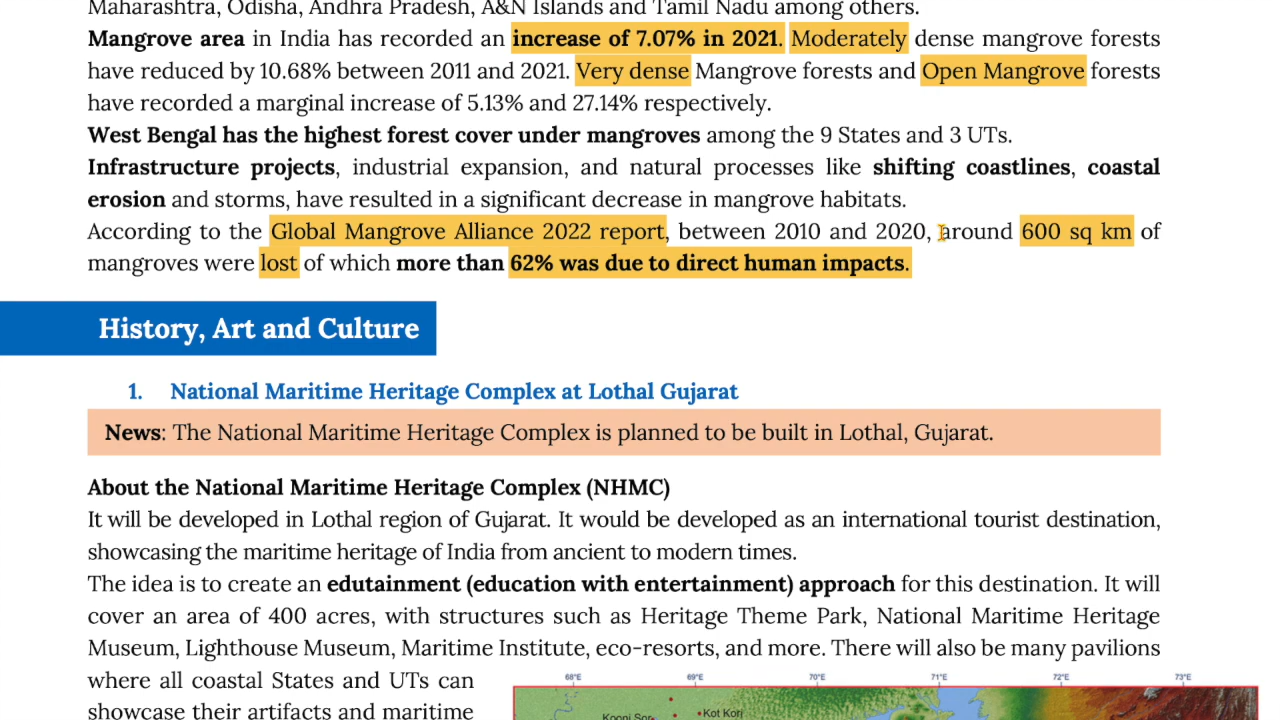 Maharashtra, Odisha, Andhra Pradesh, A&N Islands and Tamil Nadu among others.
Mangrove area in India has recorded an increase of 7.07% in 2021. Moderately dense mangrove forests
have reduced by 10.68% between 2011 and 2021. Very dense Mangrove forests and Open Mangrove forests
have recorded a marginal increase of 5.13% and 27.14% respectively.
West Bengal has the highest forest cover under mangroves among the 9 States and 3 UTs.
Infrastructure projects, industrial expansion, and natural processes like shifting coastlines, coastal
erosion and storms, have resulted in a significant decrease in mangrove habitats.
According to the Global Mangrove Alliance 2022 report, between 2010 and 2020, around 600 sq km of
mangroves were lost of which more than 62% was due to direct human impacts.
History, Art and Culture
1. National Maritime Heritage Complex at Lothal Gujarat
News: The National Maritime Heritage Complex is planned to be built in Lothal, Gujarat.
About the National Maritime Heritage Complex (NHMC)
It will be developed in Lothal region of Gujarat. It would be developed as an international tourist destination,
showcasing the maritime heritage of India from ancient to modern times.
The idea is to create an edutainment (education with entertainment) approach for this destination. It will
cover an area of 400 acres, with structures such as Heritage Theme Park, National Maritime Heritage
Museum, Lighthouse Museum, Maritime Institute, eco-resorts, and more. There will also be many pavilions
where all coastal States and UTs can
showcase their artifacts and maritime
68°E 69°E 70°E 71°E 72°E 73°E
Kot Kori